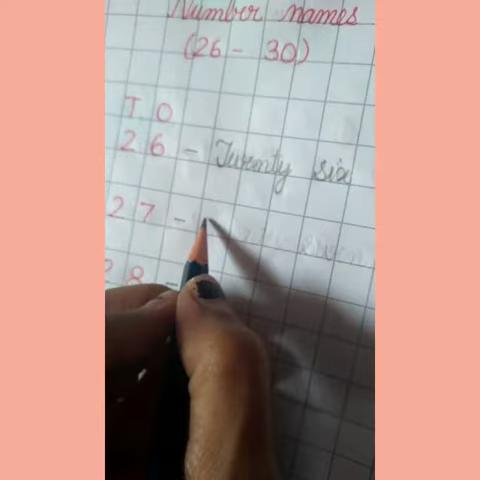 Number names
(26 - 30)
T O
26 - Twenty six
27 -
28 -